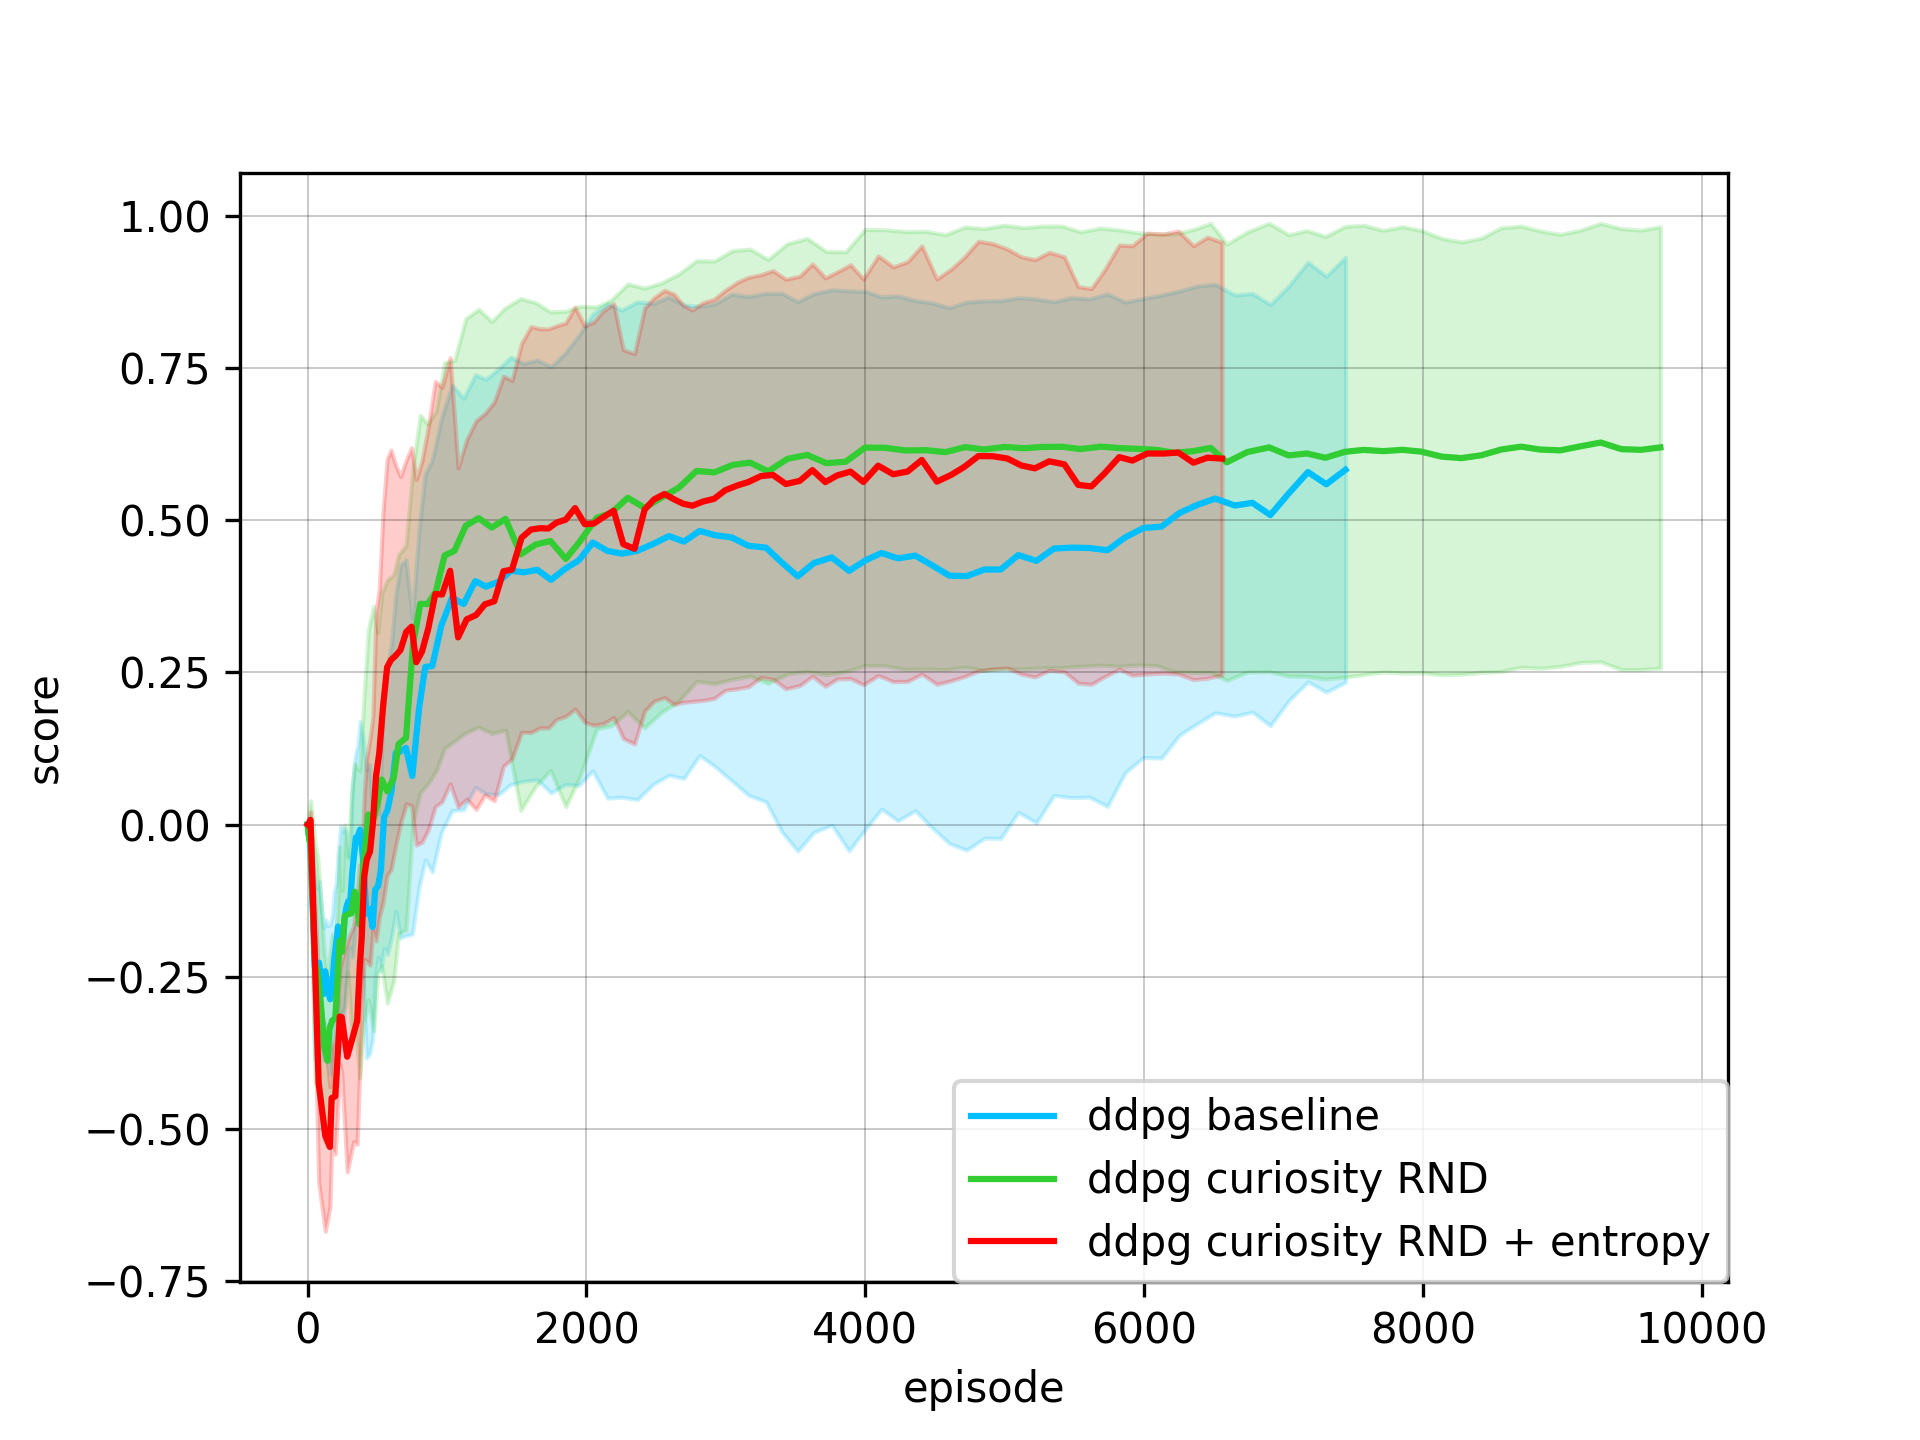 1.00
0.75
0.50
0.25
0.00
−0.25
−0.50
−0.75
score
0
2000
4000
6000
8000
10000
episode
ddpg baseline
ddpg curiosity RND
ddpg curiosity RND + entropy